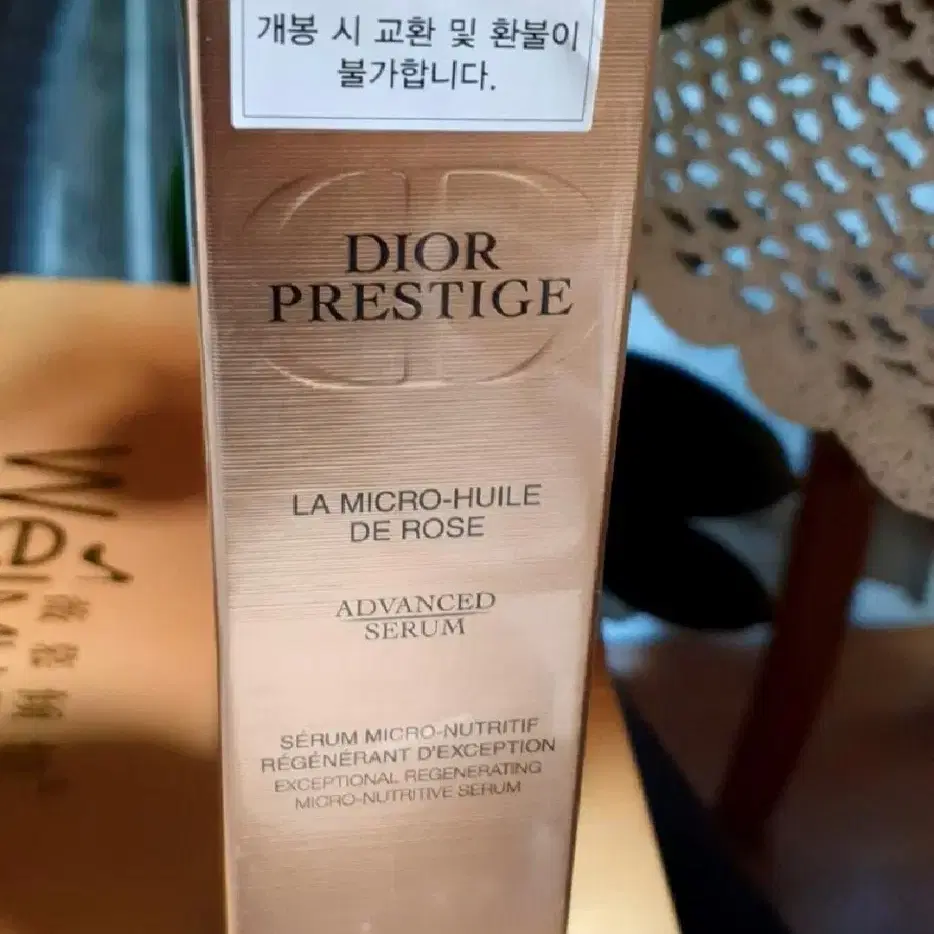 개봉 시 교환 및 환불이
불가합니다.
DIOR
PRESTIGE
LA MICRO-HUILE
DE ROSE
ADVANCED
SERUM
SÉRUM MICRO-NUTRITIF
RÉGÉNÉRANT D'EXCEPTION
EXCEPTIONAL REGENERATING
MICRO-NUTRITIVE SERUM